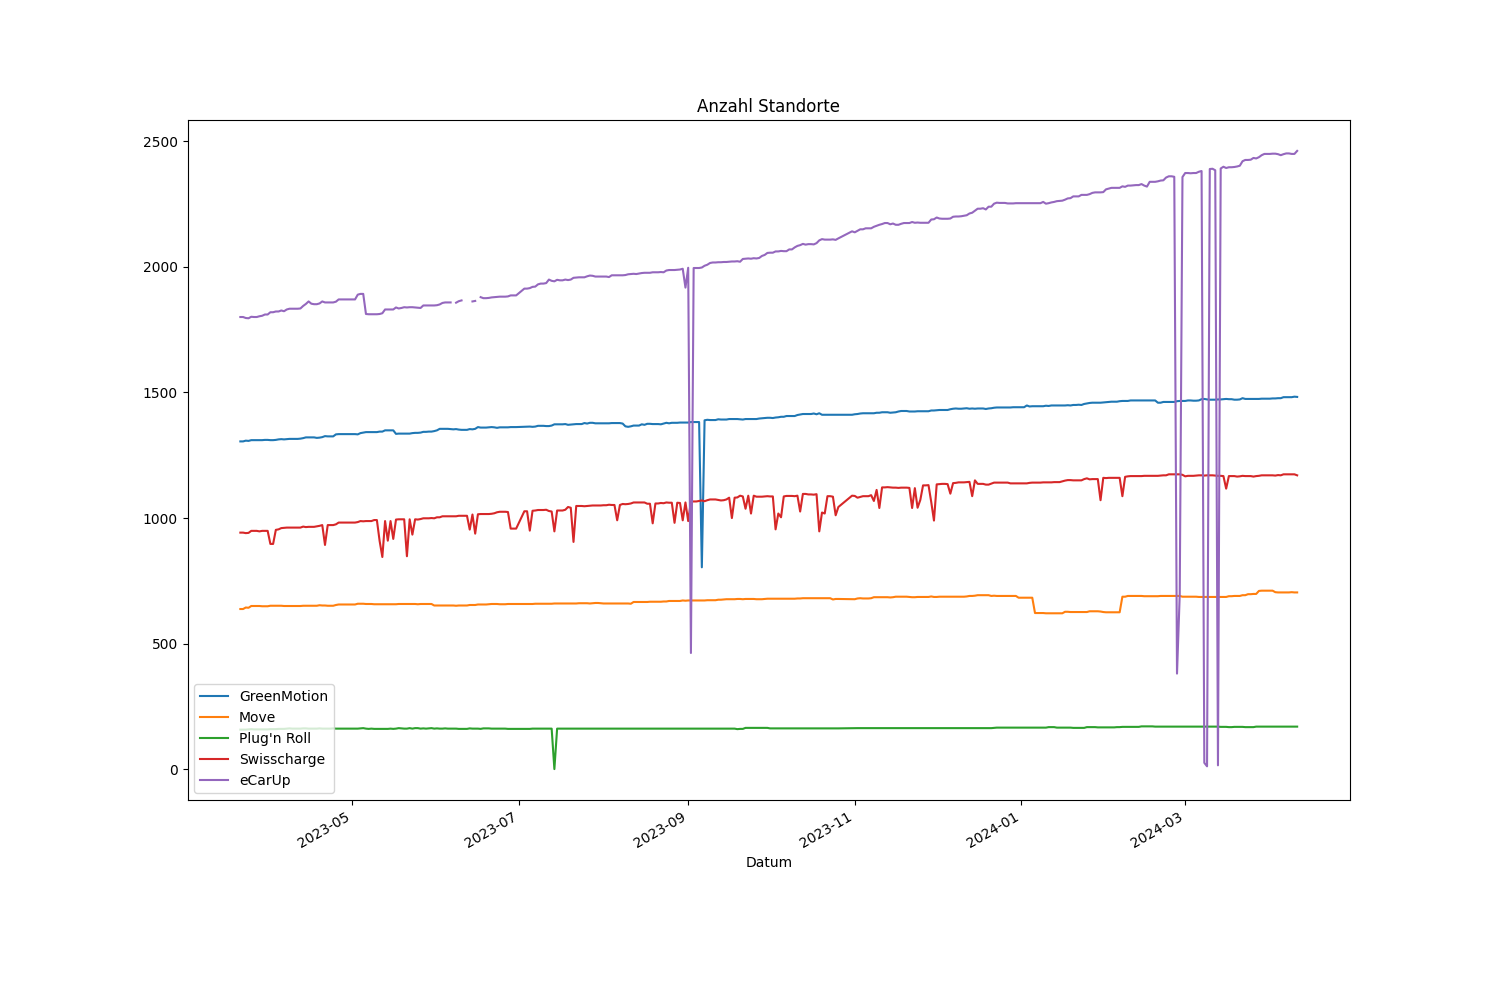 Anzahl Standorte
2500
2000
1500
1000
500
0
GreenMotion
Move
Plug'n Roll
Swisscharge
eCarUp
2023-05
2023-07
2023-09
2023-11
2024-01
2024-03
Datum